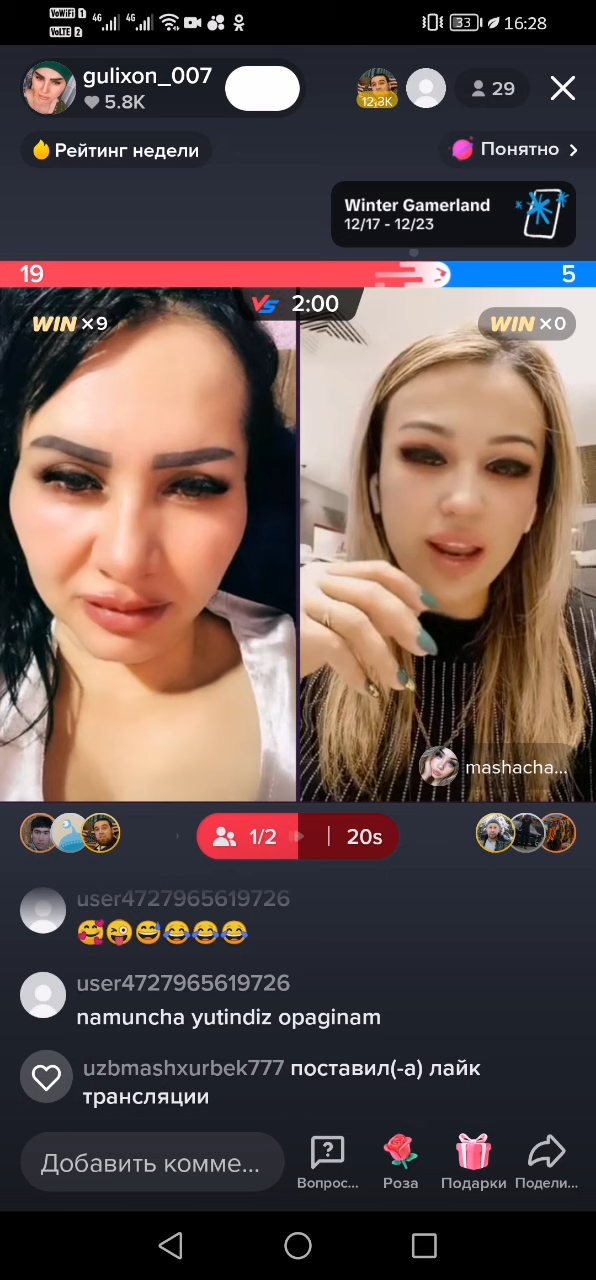 VoWiFi 1 4G 4G 33 16:28
VoLTE 2
gulixon_007
5.8K
12,3K
29
Рейтинг недели
Понятно
Winter Gamerland
12/17 - 12/23
19
5
VS 2:00
WIN ×9
WIN ×0
mashacha...
1/2 | 20s
user4727965619726
user4727965619726
namuncha yutindiz opaginam
uzbmashxurbek777 поставил(-а) лайк
трансляции
Добавить комме...
Вопрос...
Роза
Подарки
Подели...